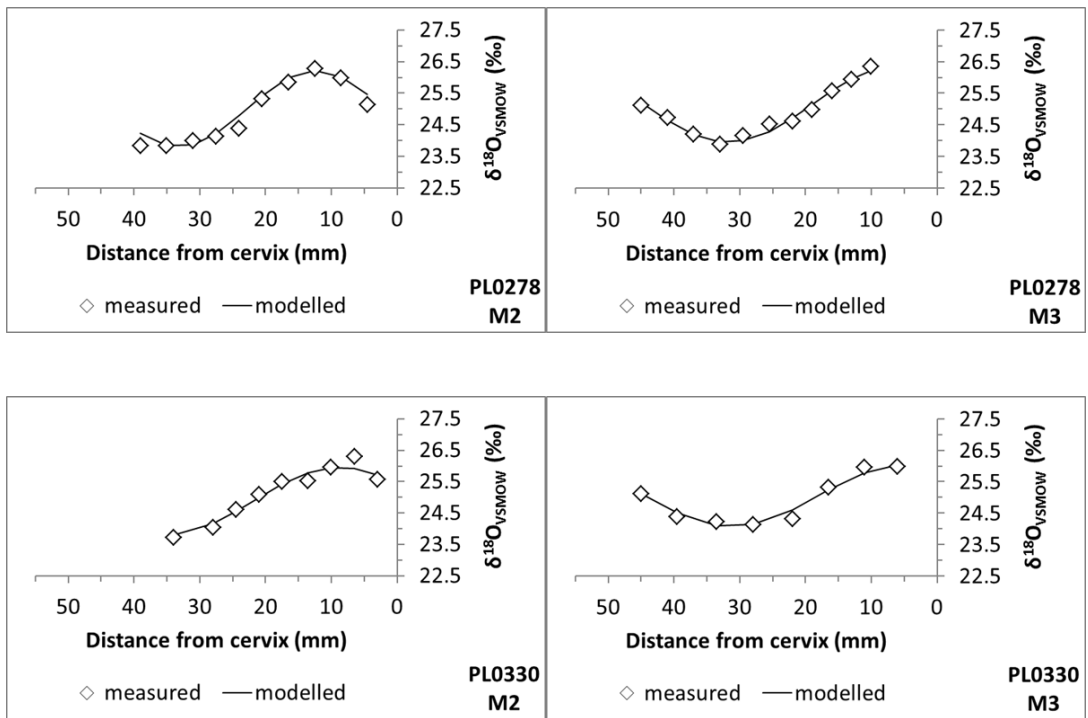 27.5
26.5
25.5
24.5
23.5
22.5
δ¹⁸O_VSMOW (‰)
50 40 30 20 10 0
Distance from cervix (mm)
◇ measured — modelled
PL0278
M2
27.5
26.5
25.5
24.5
23.5
22.5
δ¹⁸O_VSMOW (‰)
50 40 30 20 10 0
Distance from cervix (mm)
◇ measured — modelled
PL0278
M3
27.5
26.5
25.5
24.5
23.5
22.5
δ¹⁸O_VSMOW (‰)
50 40 30 20 10 0
Distance from cervix (mm)
◇ measured — modelled
PL0330
M2
27.5
26.5
25.5
24.5
23.5
22.5
δ¹⁸O_VSMOW (‰)
50 40 30 20 10 0
Distance from cervix (mm)
◇ measured — modelled
PL0330
M3